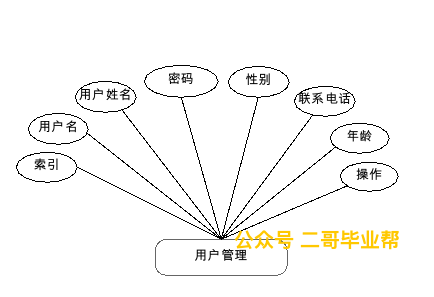 密码
性别
用户姓名
联系电话
用户名
年龄
索引
操作
公众号 二哥毕业帮
用户管理